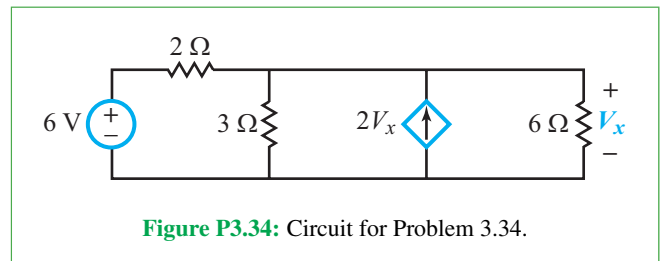 2 Ω
6 V
+
−
3 Ω
2Vx
6 Ω
+
Vx
−
Figure P3.34: Circuit for Problem 3.34.